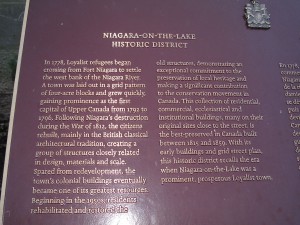 NIAGARA-ON-THE-LAKE
HISTORIC DISTRICT
In 1778, Loyalist refugees began
crossing from Fort Niagara to settle
the west bank of the Niagara River.
A town was laid out in a grid pattern
of four-acre blocks and grew quickly,
gaining prominence as the first
capital of Upper Canada from 1792 to
1796. Following Niagara's destruction
during the War of 1812, the citizens
rebuilt, mainly in the British classical
architectural tradition, creating a
group of structures closely related
in design, materials and scale.
Spared from redevelopment, the
town's colonial buildings eventually
became one of its greatest resources.
Beginning in the 1950s, residents
rehabilitated and restored the
old structures, demonstrating an
exceptional commitment to the
preservation of local heritage and
making a significant contribution
to the conservation movement in
Canada. This collection of residential,
commercial, ecclesiastical and
institutional buildings, many on their
original sites close to the street, is
the best preserved in Canada built
between 1815 and 1859. With its
early buildings and grid street plan,
this historic district recalls the era
when Niagara-on-the-Lake was a
prominent, prosperous Loyalist town.